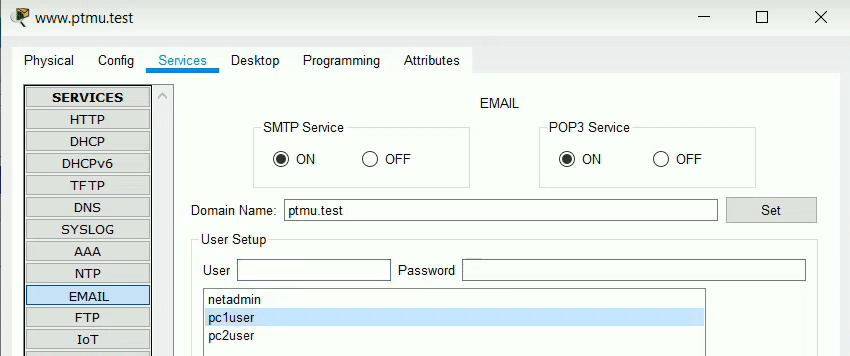 www.ptmu.test
Physical Config Services Desktop Programming Attributes
SERVICES
HTTP
DHCP
DHCPv6
TFTP
DNS
SYSLOG
AAA
NTP
EMAIL
FTP
IoT
EMAIL
SMTP Service
ON OFF
POP3 Service
ON OFF
Domain Name: ptmu.test Set
User Setup
User Password
netadmin
pc1user
pc2user